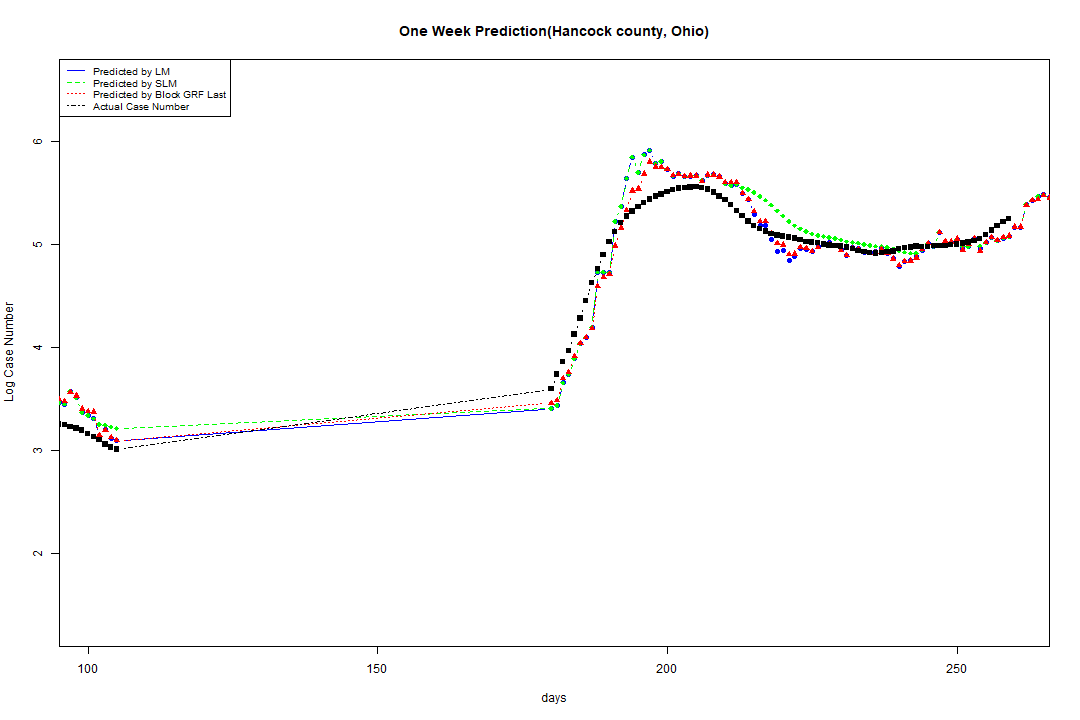 One Week Prediction(Hancock county, Ohio)
Predicted by LM
Predicted by SLM
Predicted by Block GRF Last
Actual Case Number
Log Case Number
6
5
4
3
2
100 150 200 250
days